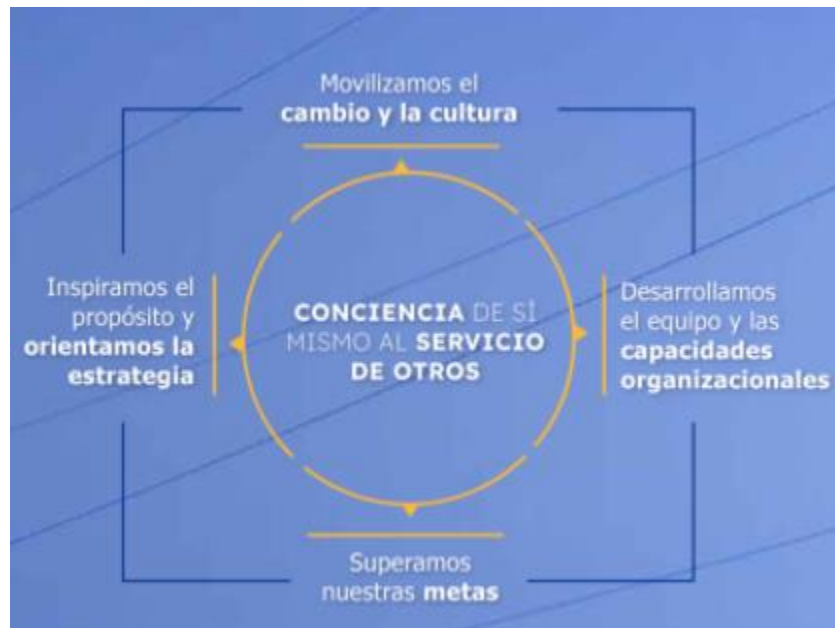 Movilizamos el
cambio y la cultura
Inspiramos el
propósito y
orientamos la
estrategia
CONCIENCIA DE SÍ
MISMO AL SERVICIO
DE OTROS
Desarrollamos
el equipo y las
capacidades
organizacionales
Superamos
nuestras metas